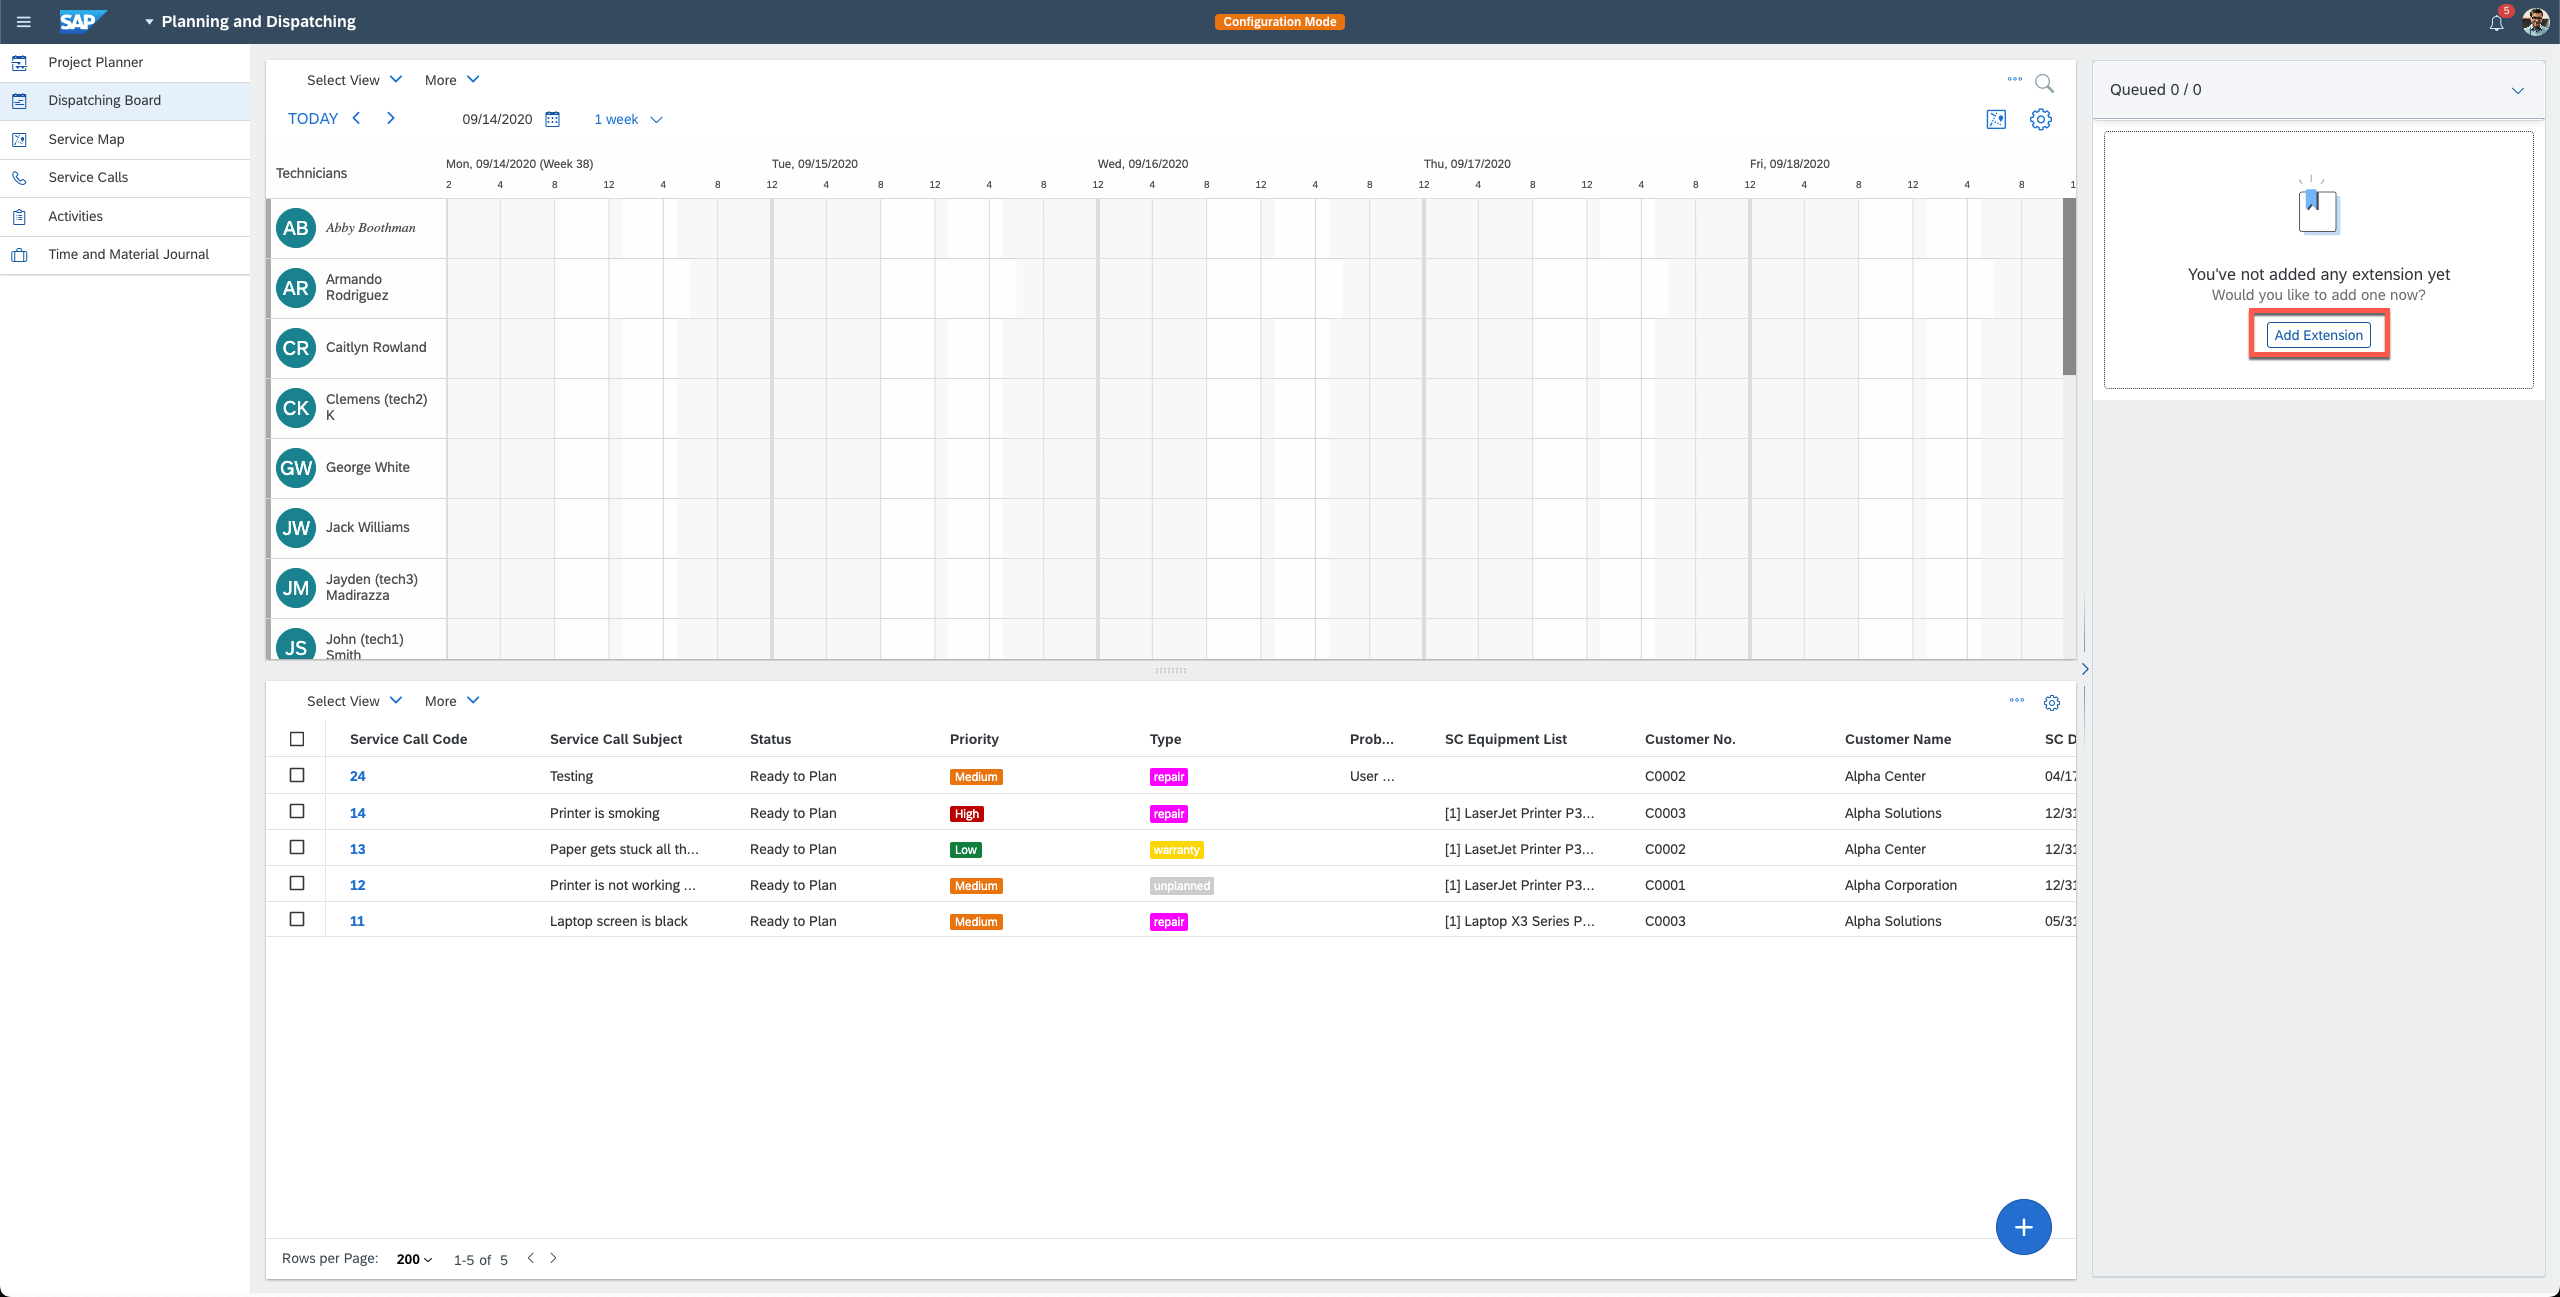 SAP
Planning and Dispatching
Configuration Mode
5
Project Planner
Dispatching Board
Service Map
Service Calls
Activities
Time and Material Journal
Select View
More
TODAY
09/14/2020
1 week
Technicians
Mon, 09/14/2020 (Week 38)
Tue, 09/15/2020
Wed, 09/16/2020
Thu, 09/17/2020
Fri, 09/18/2020
2 4 8 12 4 8 12 4 8 12 4 8 12 4 8 12 4 8 12 4 8 12 4 8 12 4 8 12 4 8 1
AB Abby Boothman
AR Armando
Rodriguez
CR Caitlyn Rowland
CK Clemens (tech2)
K
GW George White
JW Jack Williams
JM Jayden (tech3)
Madirazza
JS John (tech1)
Smith
Queued 0 / 0
You've not added any extension yet
Would you like to add one now?
Add Extension
Select View
More
Service Call Code Service Call Subject Status Priority Type Prob... SC Equipment List Customer No. Customer Name SC D
24 Testing Ready to Plan Medium repair User ... C0002 Alpha Center 04/17
14 Printer is smoking Ready to Plan High repair [1] LaserJet Printer P3... C0003 Alpha Solutions 12/31
13 Paper gets stuck all th... Ready to Plan Low warranty [1] LasetJet Printer P3... C0002 Alpha Center 12/31
12 Printer is not working ... Ready to Plan Medium unplanned [1] LaserJet Printer P3... C0001 Alpha Corporation 12/31
11 Laptop screen is black Ready to Plan Medium repair [1] Laptop X3 Series P... C0003 Alpha Solutions 05/31
Rows per Page: 200 1-5 of 5